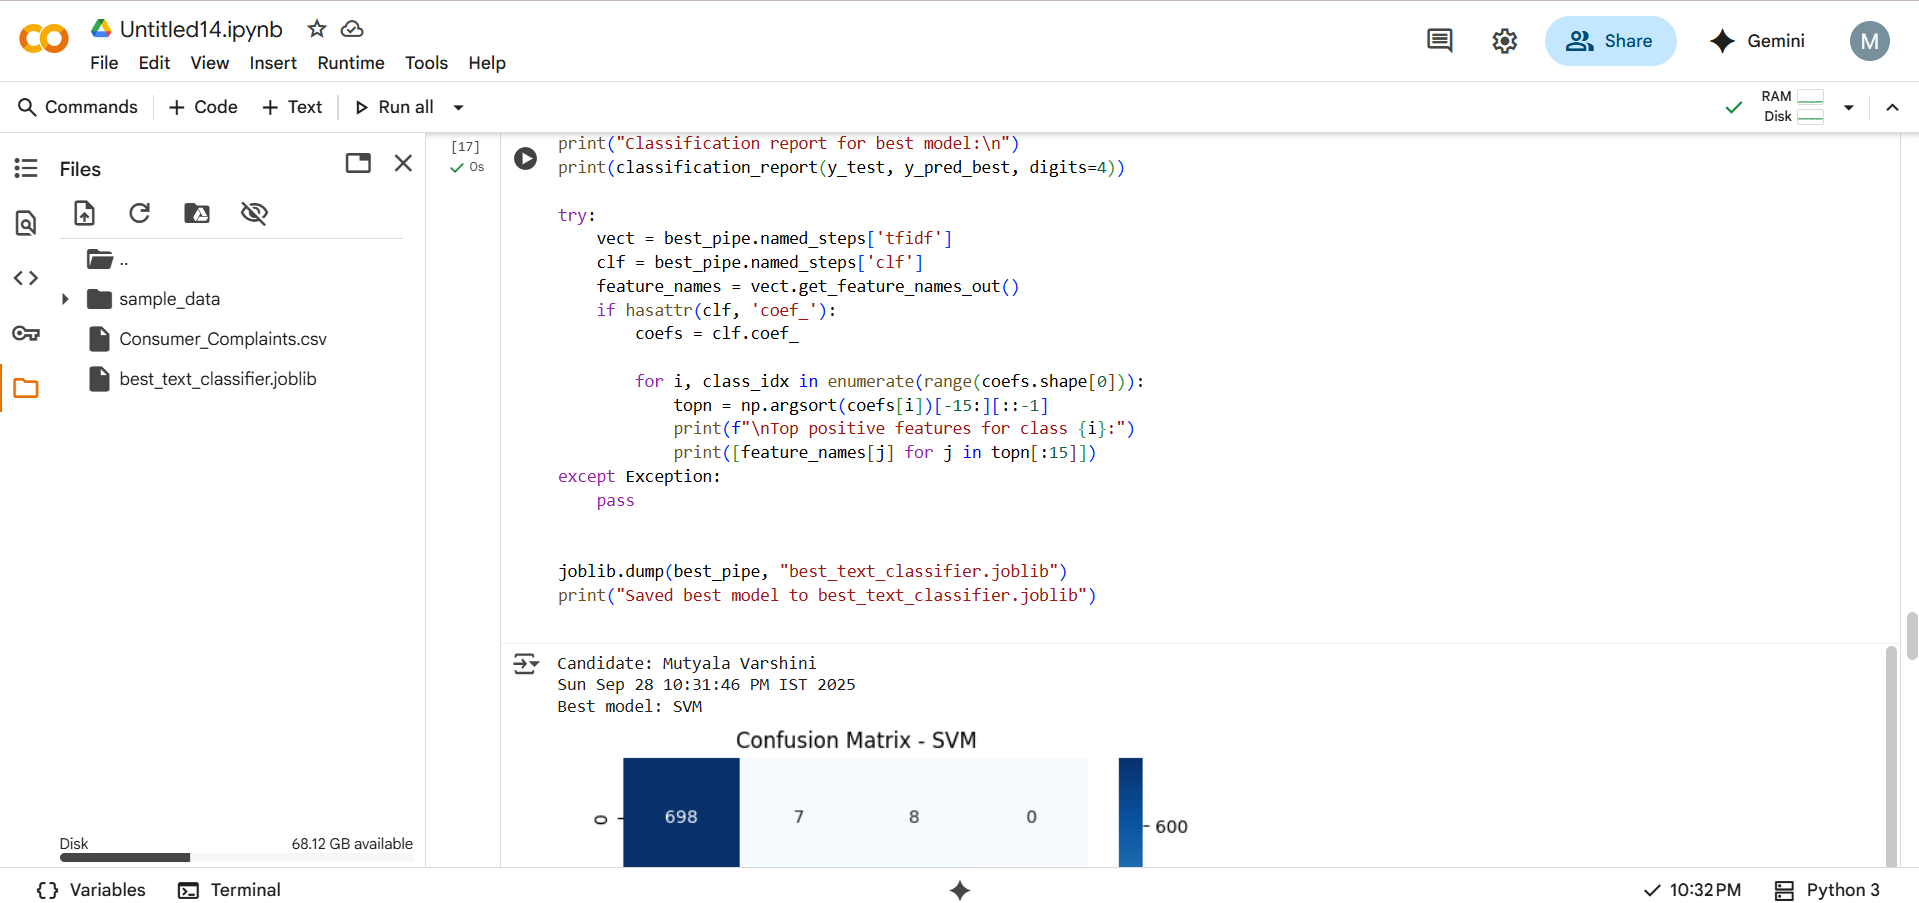 Untitled14.ipynb
File Edit View Insert Runtime Tools Help
Share
Gemini
M
Commands
+ Code + Text
Run all
RAM
Disk
Files
..
sample_data
Consumer_Complaints.csv
best_text_classifier.joblib
Disk 68.12 GB available
[17]
0s
print("Classification report for best model:\n")
print(classification_report(y_test, y_pred_best, digits=4))
try:
    vect = best_pipe.named_steps['tfidf']
    clf = best_pipe.named_steps['clf']
    feature_names = vect.get_feature_names_out()
    if hasattr(clf, 'coef_'):
        coefs = clf.coef_
        for i, class_idx in enumerate(range(coefs.shape[0])):
            topn = np.argsort(coefs[i])[-15:][::-1]
            print(f"\nTop positive features for class {i}:")
            print([feature_names[j] for j in topn[:15]])
except Exception:
    pass
joblib.dump(best_pipe, "best_text_classifier.joblib")
print("Saved best model to best_text_classifier.joblib")
Candidate: Mutyala Varshini
Sun Sep 28 10:31:46 PM IST 2025
Best model: SVM
Confusion Matrix - SVM
0
698 7 8 0
600
Variables
Terminal
10:32 PM
Python 3